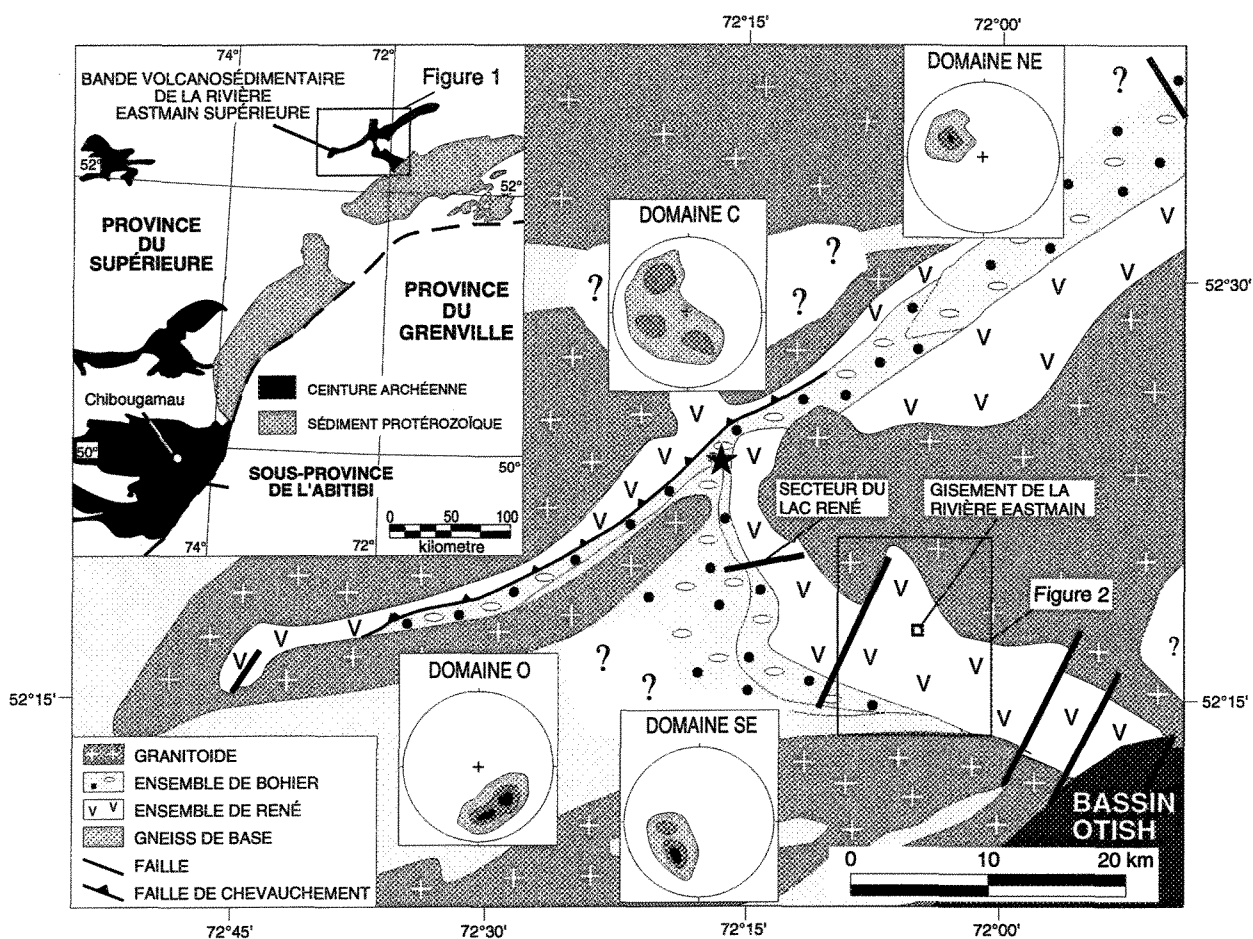 72°15'
72°00'
74°
72°
BANDE VOLCANOSÉDIMENTAIRE
DE LA RIVIÈRE
EASTMAIN SUPÉRIEURE
Figure 1
52°
52°
PROVINCE
DU
SUPÉRIEURE
PROVINCE
DU
GRENVILLE
CEINTURE ARCHÉENNE
SÉDIMENT PROTÉROZOÏQUE
Chibougamau
50°
50°
SOUS-PROVINCE
DE L'ABITIBI
0 50 100
kilometre
74°
72°
DOMAINE NE
DOMAINE C
52°30'
SECTEUR DU
LAC RENÉ
GISEMENT DE LA
RIVIÈRE EASTMAIN
Figure 2
DOMAINE O
DOMAINE SE
52°15'
52°15'
GRANITOIDE
ENSEMBLE DE BOHIER
ENSEMBLE DE RENÉ
GNEISS DE BASE
FAILLE
FAILLE DE CHEVAUCHEMENT
BASSIN
OTISH
0 10 20 km
72°45'
72°30'
72°15'
72°00'